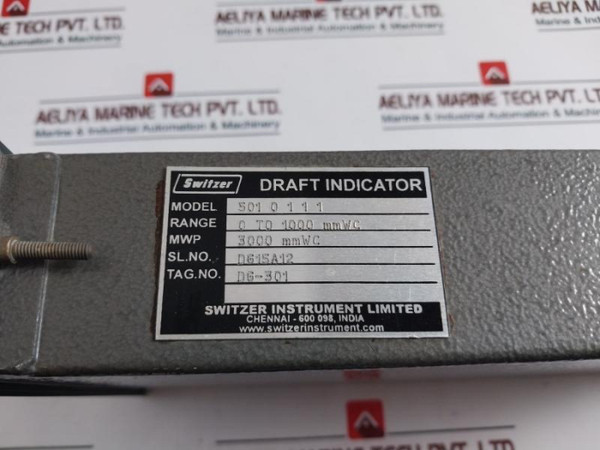 AELIYA MARINE TECH PVT. LTD.
Marine & Industrial Automation & Machinery
AELIYA MARINE TECH PVT. LTD.
Marine & Industrial Automation & Machinery
AELIYA MARINE TECH PVT. LTD.
Marine & Industrial Automation & Machinery
Switzer DRAFT INDICATOR
MODEL 501 0 1 1 1
RANGE 0 TO 1000 mmWC
MWP 3000 mmWC
SL.NO. D615A12
TAG.NO. DG-301
SWITZER INSTRUMENT LIMITED
CHENNAI - 600 098, INDIA
www.switzerinstrument.com